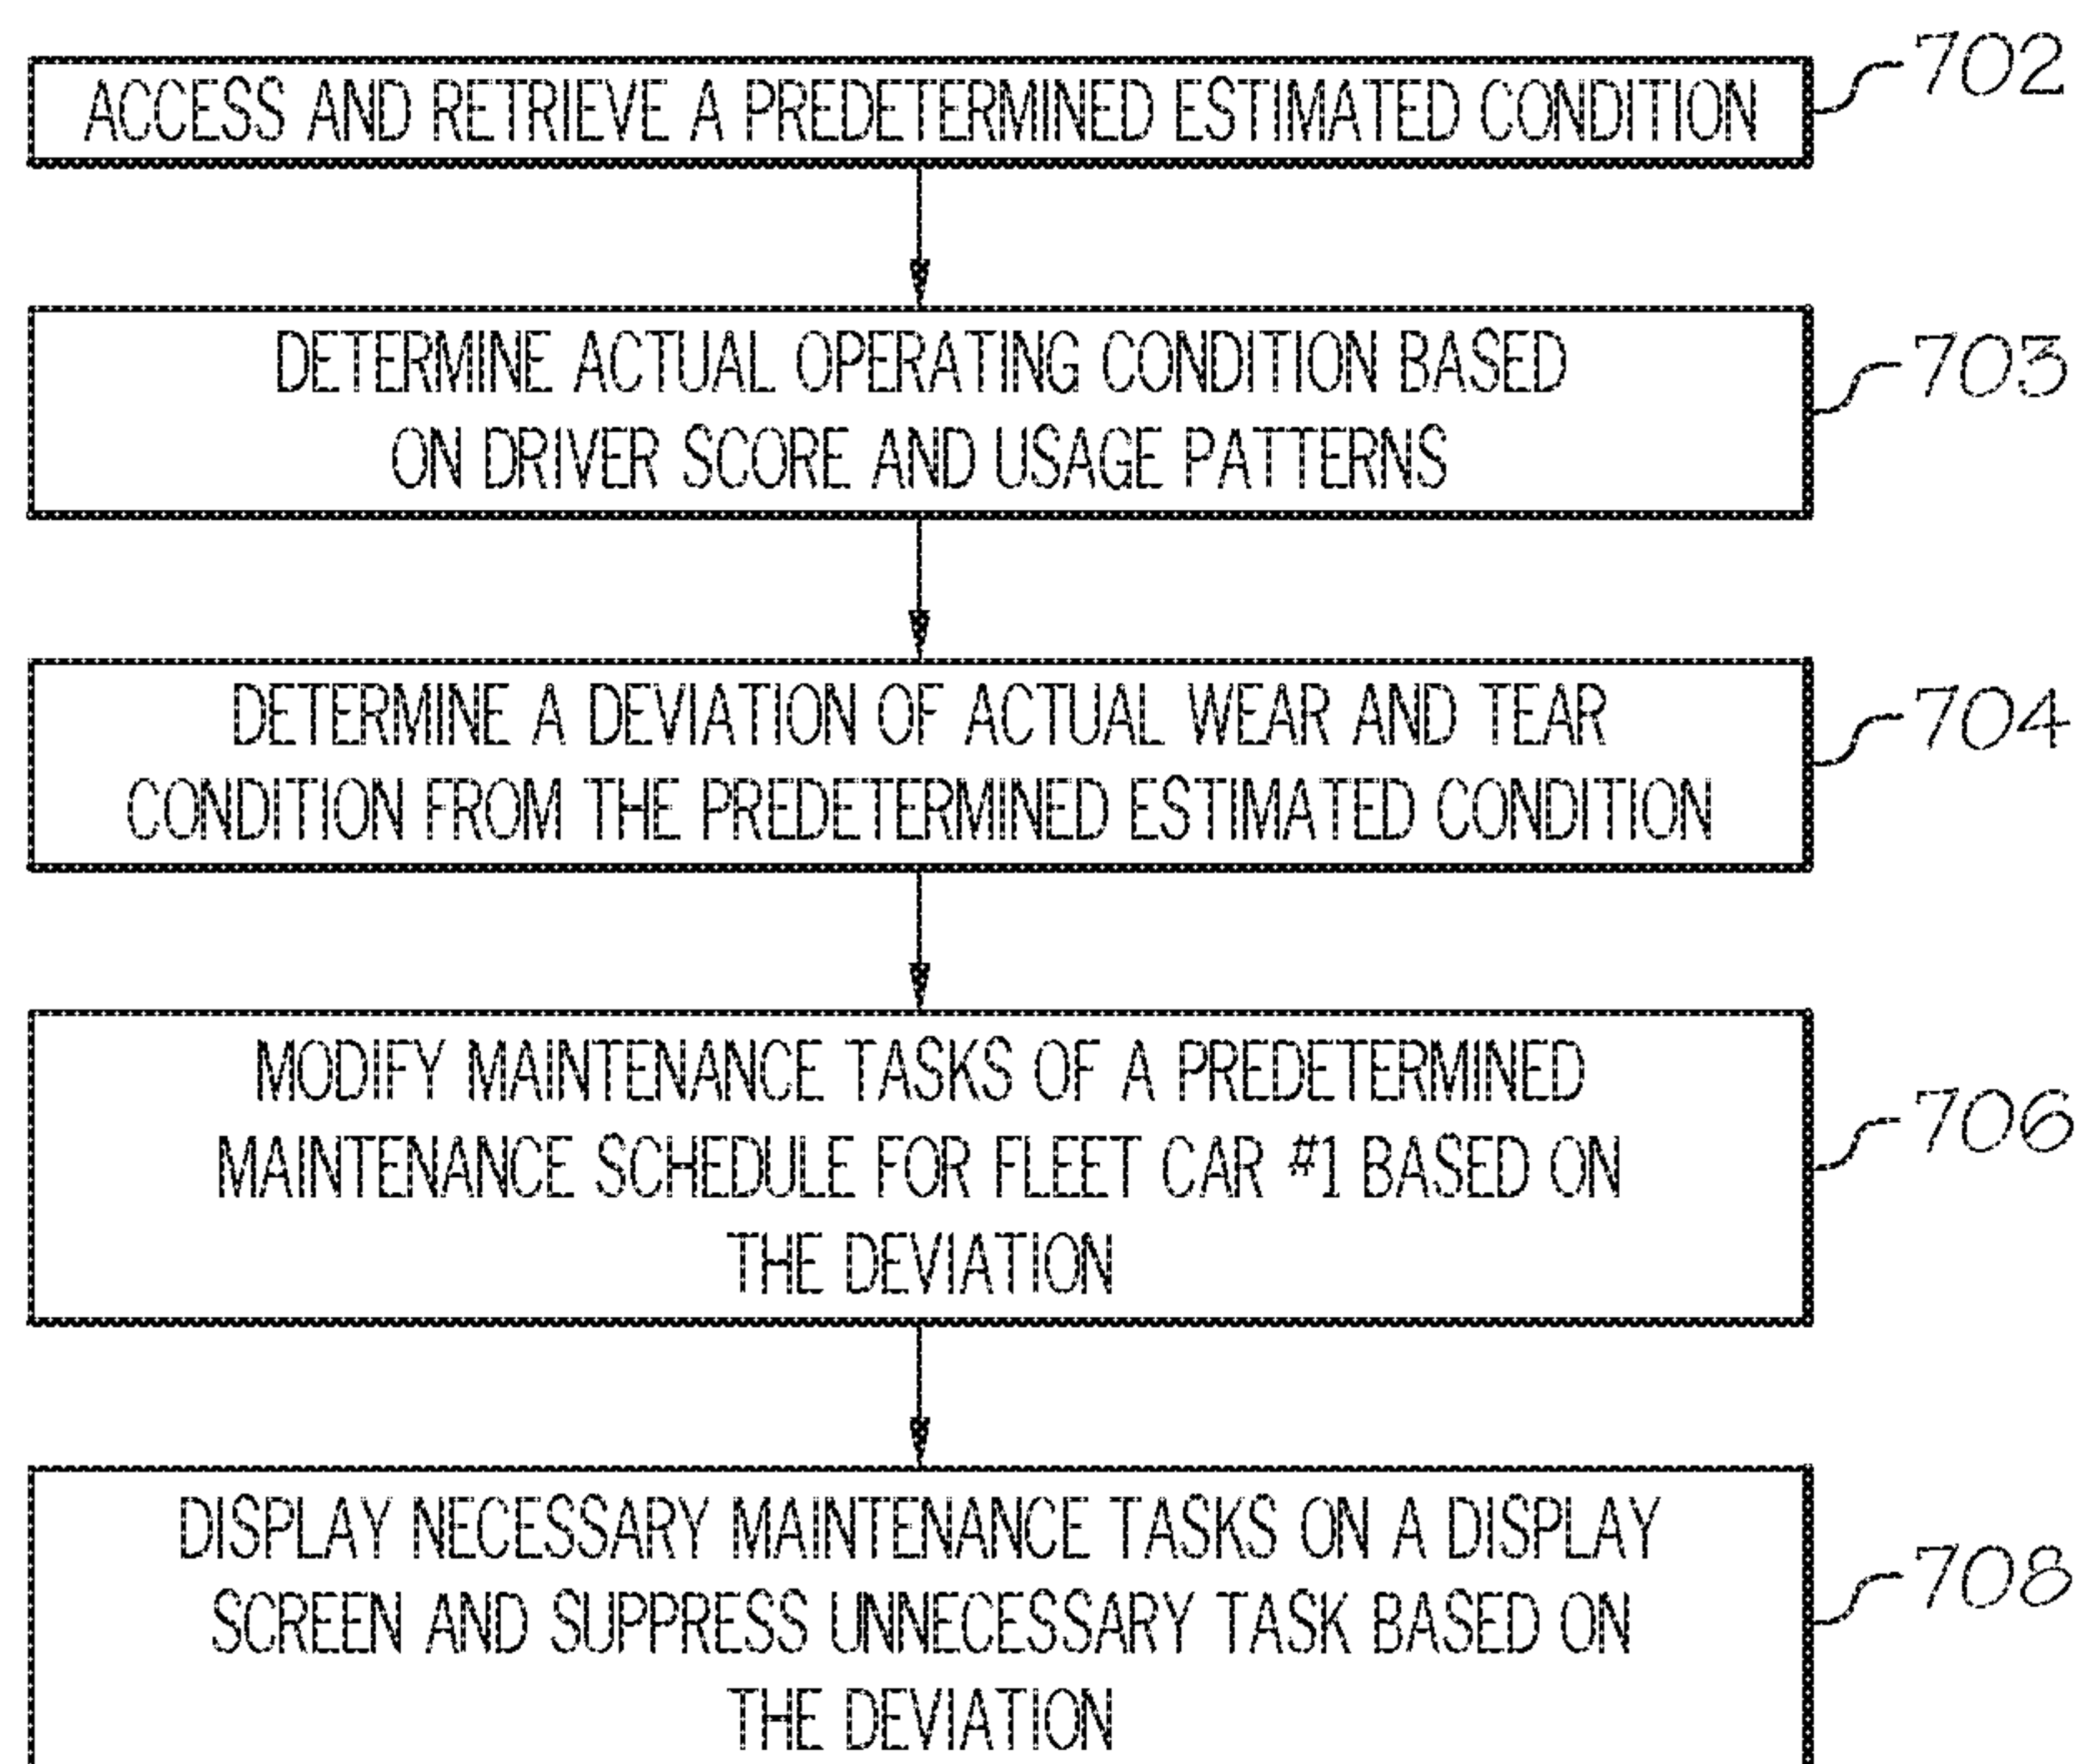 ACCESS AND RETRIEVE A PREDETERMINED ESTIMATED CONDITION
702
DETERMINE ACTUAL OPERATING CONDITION BASED
ON DRIVER SCORE AND USAGE PATTERNS
703
DETERMINE A DEVIATION OF ACTUAL WEAR AND TEAR
CONDITION FROM THE PREDETERMINED ESTIMATED CONDITION
704
MODIFY MAINTENANCE TASKS OF A PREDETERMINED
MAINTENANCE SCHEDULE FOR FLEET CAR #1 BASED ON
THE DEVIATION
706
DISPLAY NECESSARY MAINTENANCE TASKS ON A DISPLAY
SCREEN AND SUPPRESS UNNECESSARY TASK BASED ON
THE DEVIATION
708